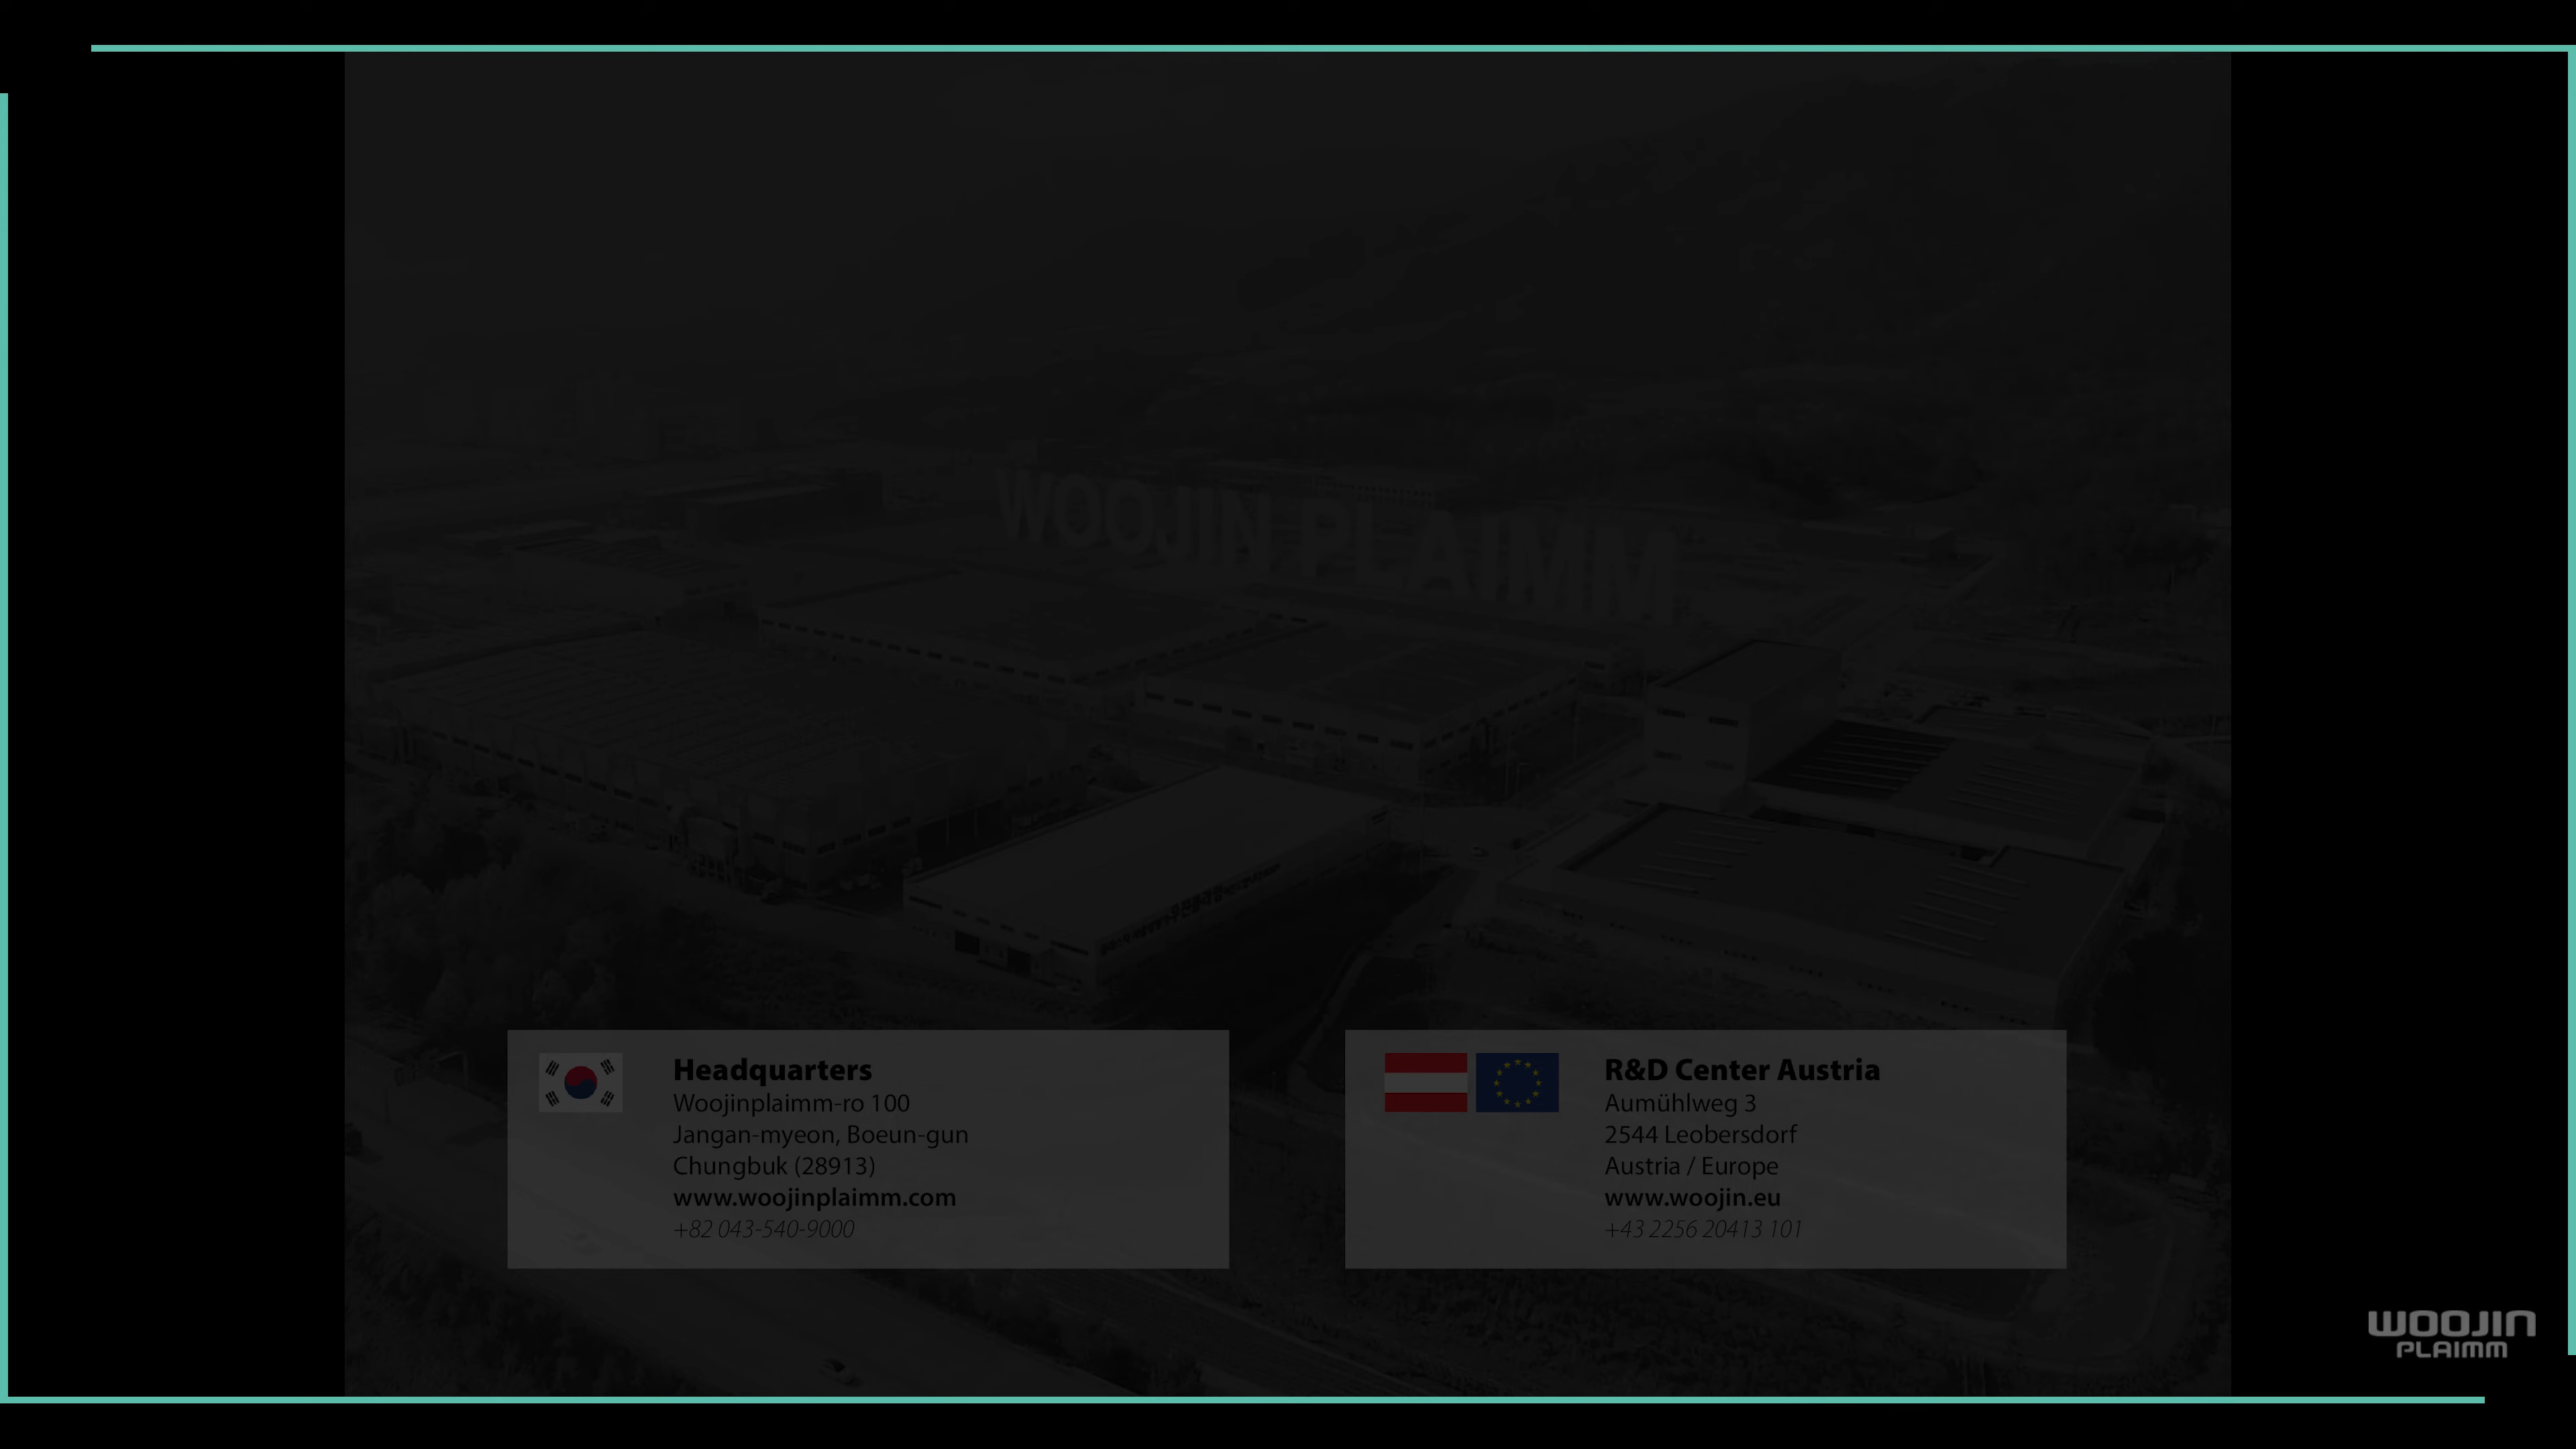 WOOJIN PLAIMM
Headquarters
Woojinplaimm-ro 100
Jangan-myeon, Boeun-gun
Chungbuk (28913)
www.woojinplaimm.com
+82 043-540-9000
R&D Center Austria
Aumühlweg 3
2544 Leobersdorf
Austria / Europe
www.woojin.eu
+43 2256 20413 101
WOOJIN
PLAIMM